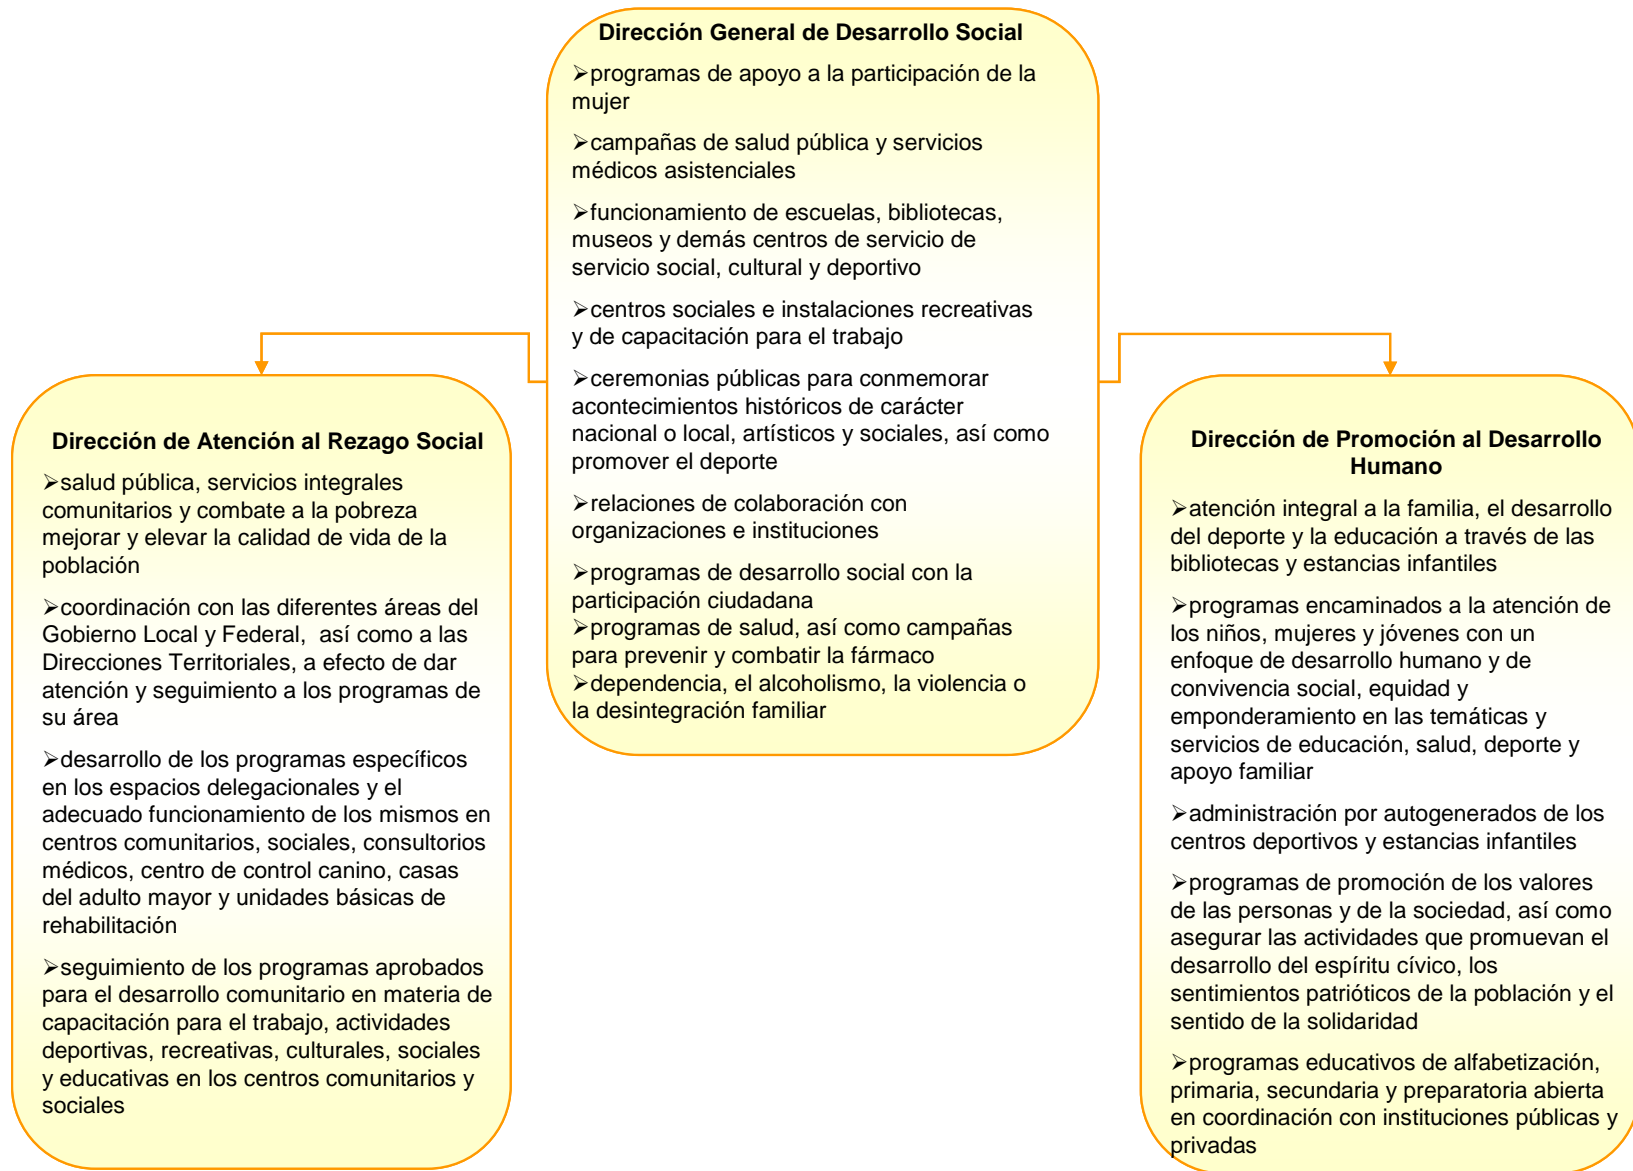 Dirección General de Desarrollo Social
➢programas de apoyo a la participación de la
mujer
➢campañas de salud pública y servicios
médicos asistenciales
➢funcionamiento de escuelas, bibliotecas,
museos y demás centros de servicio de
servicio social, cultural y deportivo
➢centros sociales e instalaciones recreativas
y de capacitación para el trabajo
➢ceremonias públicas para conmemorar
acontecimientos históricos de carácter
nacional o local, artísticos y sociales, así como
promover el deporte
➢relaciones de colaboración con
organizaciones e instituciones
➢programas de desarrollo social con la
participación ciudadana
➢programas de salud, así como campañas
para prevenir y combatir la fármaco
➢dependencia, el alcoholismo, la violencia o
la desintegración familiar
Dirección de Atención al Rezago Social
➢salud pública, servicios integrales
comunitarios y combate a la pobreza
mejorar y elevar la calidad de vida de la
población
➢coordinación con las diferentes áreas del
Gobierno Local y Federal,  así como a las
Direcciones Territoriales, a efecto de dar
atención y seguimiento a los programas de
su área
➢desarrollo de los programas específicos
en los espacios delegacionales y el
adecuado funcionamiento de los mismos en
centros comunitarios, sociales, consultorios
médicos, centro de control canino, casas
del adulto mayor y unidades básicas de
rehabilitación
➢seguimiento de los programas aprobados
para el desarrollo comunitario en materia de
capacitación para el trabajo, actividades
deportivas, recreativas, culturales, sociales
y educativas en los centros comunitarios y
sociales
Dirección de Promoción al Desarrollo
Humano
➢atención integral a la familia, el desarrollo
del deporte y la educación a través de las
bibliotecas y estancias infantiles
➢programas encaminados a la atención de
los niños, mujeres y jóvenes con un
enfoque de desarrollo humano y de
convivencia social, equidad y
emponderamiento en las temáticas y
servicios de educación, salud, deporte y
apoyo familiar
➢administración por autogenerados de los
centros deportivos y estancias infantiles
➢programas de promoción de los valores
de las personas y de la sociedad, así como
asegurar las actividades que promuevan el
desarrollo del espíritu cívico, los
sentimientos patrióticos de la población y el
sentido de la solidaridad
➢programas educativos de alfabetización,
primaria, secundaria y preparatoria abierta
en coordinación con instituciones públicas y
privadas